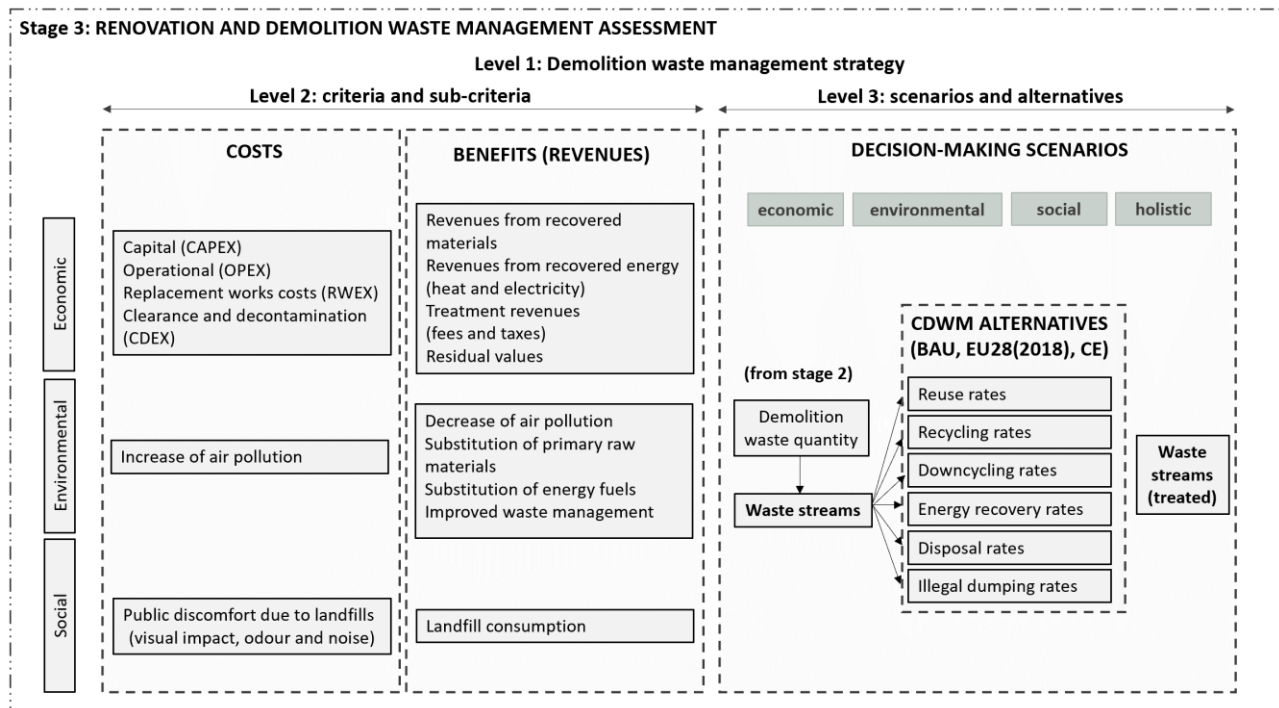 Stage 3: RENOVATION AND DEMOLITION WASTE MANAGEMENT ASSESSMENT
Level 1: Demolition waste management strategy
Level 2: criteria and sub-criteria
Level 3: scenarios and alternatives
COSTS
BENEFITS (REVENUES)
DECISION-MAKING SCENARIOS
economic
environmental
social
holistic
Economic
Capital (CAPEX)
Operational (OPEX)
Replacement works costs (RWEX)
Clearance and decontamination
(CDEX)
Revenues from recovered
materials
Revenues from recovered energy
(heat and electricity)
Treatment revenues
(fees and taxes)
Residual values
Environmental
Increase of air pollution
Decrease of air pollution
Substitution of primary raw
materials
Substitution of energy fuels
Improved waste management
Social
Public discomfort due to landfills
(visual impact, odour and noise)
Landfill consumption
(from stage 2)
Demolition
waste quantity
Waste streams
CDWM ALTERNATIVES
(BAU, EU28(2018), CE)
Reuse rates
Recycling rates
Downcycling rates
Energy recovery rates
Disposal rates
Illegal dumping rates
Waste
streams
(treated)